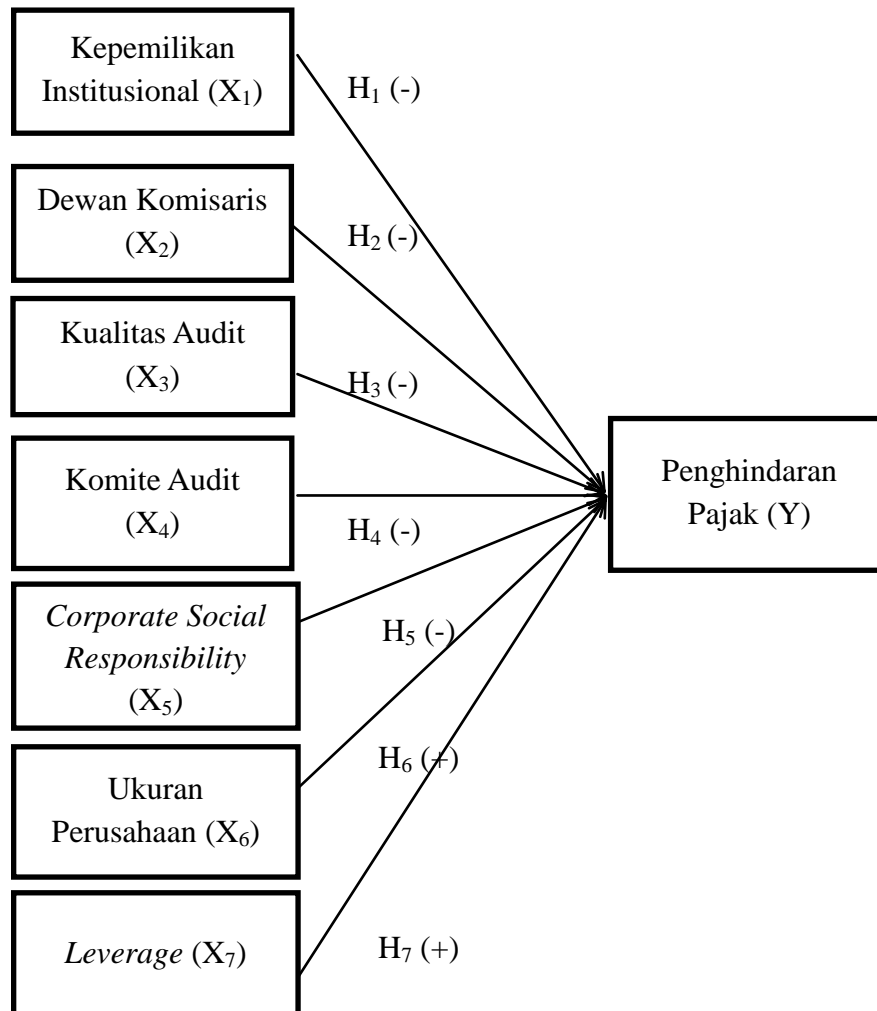 Kepemilikan
Institusional (X₁)
H₁ (-)
Dewan Komisaris
(X₂)
H₂ (-)
Kualitas Audit
(X₃)
H₃ (-)
Komite Audit
(X₄)
H₄ (-)
Corporate Social
Responsibility
(X₅)
H₅ (-)
Ukuran
Perusahaan (X₆)
H₆ (+)
Leverage (X₇)
H₇ (+)
Penghindaran
Pajak (Y)